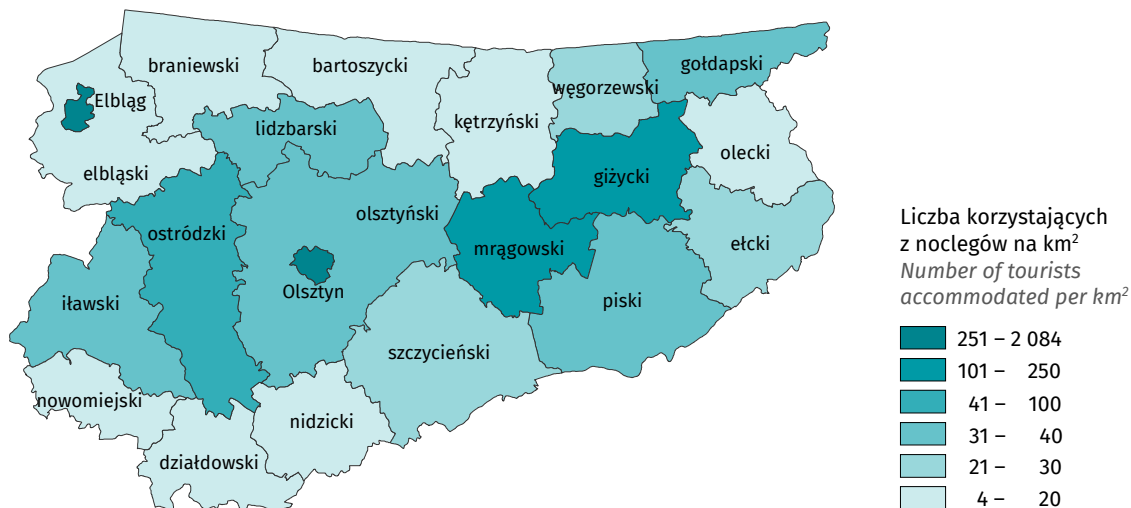 braniewski
bartoszycki
gołdapski
węgorzewski
Elbląg
kętrzyński
lidzbarski
olecki
elbląski
giżycki
olsztyński
ostródzki
mrągowski
ełcki
Olsztyn
iławski
piski
szczycieński
nowomiejski
nidzicki
działdowski
Liczba korzystających
z noclegów na km²
Number of tourists
accommodated per km²
251 – 2 084
101 – 250
41 – 100
31 – 40
21 – 30
4 – 20